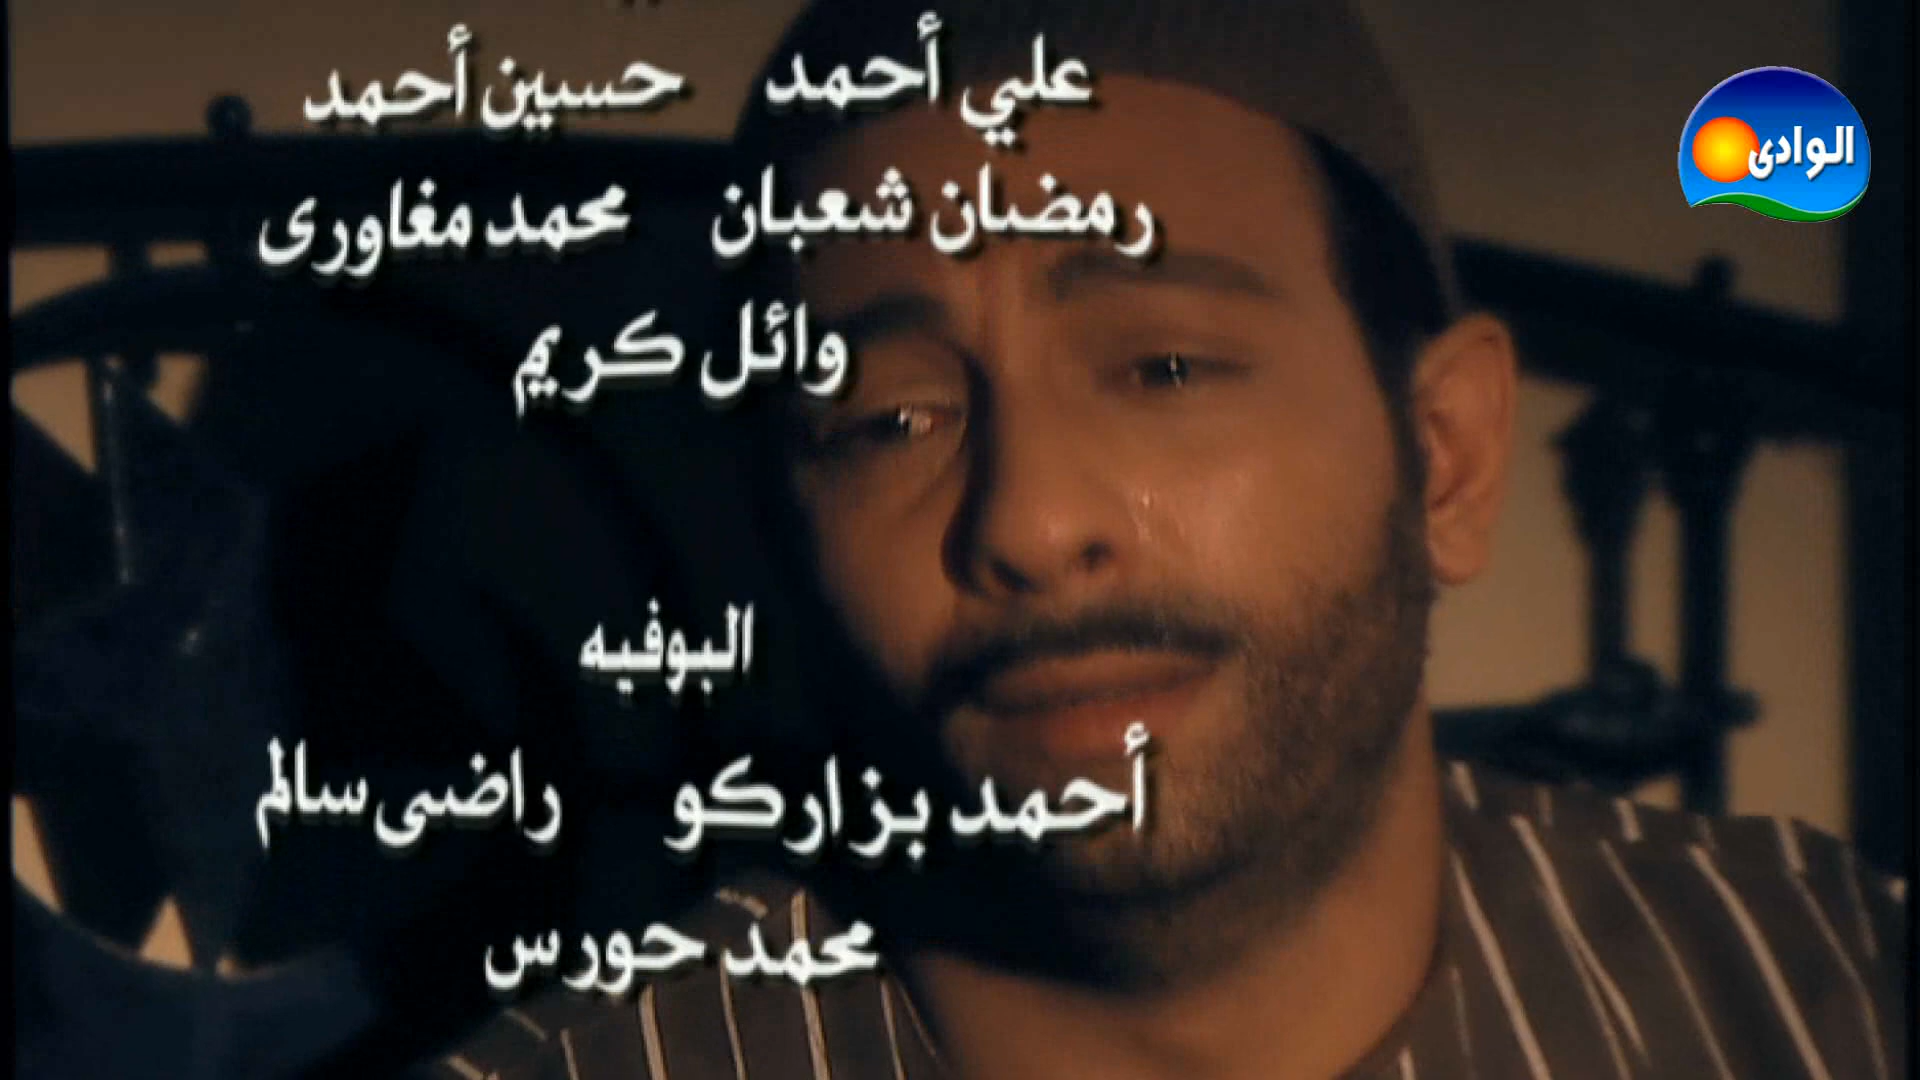 علي أحمد حسين أحمد
الوادى
رمضان شعبان محمد مغاورى
وائل كريم
البوفيه
أحمد بزاركو راضى سالم
محمد حورس